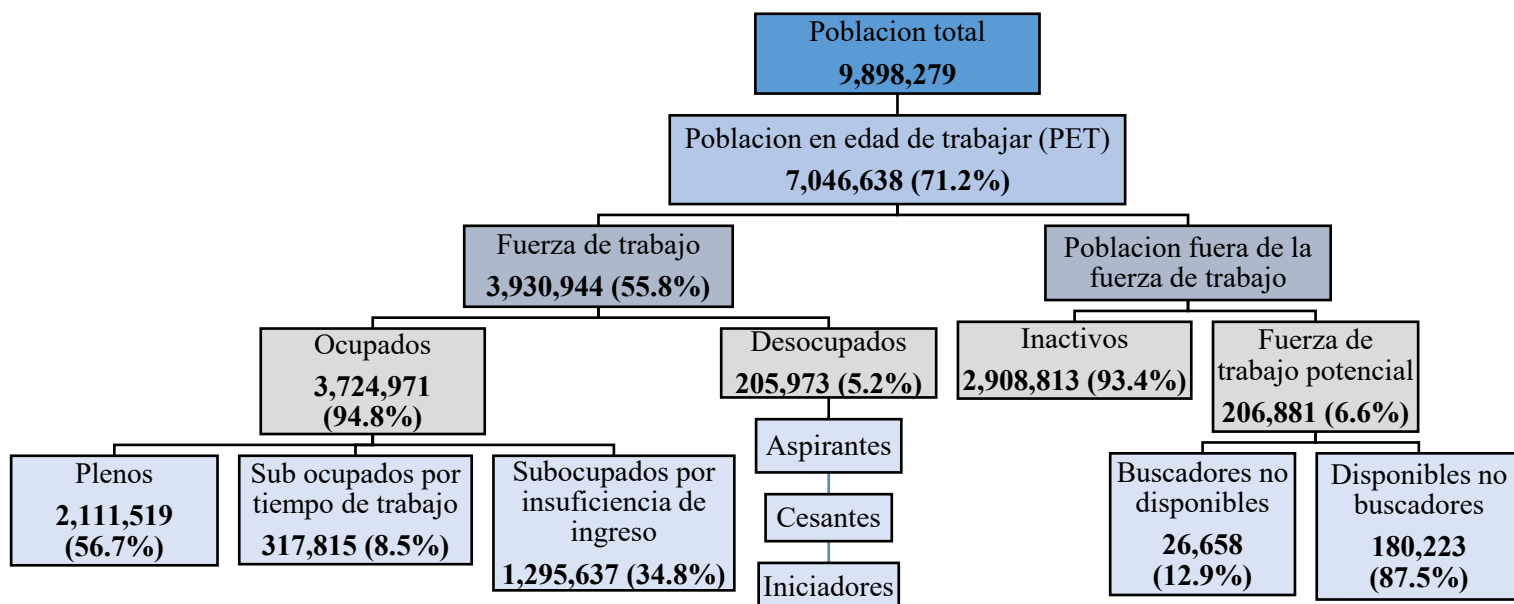 Poblacion total
9,898,279
Poblacion en edad de trabajar (PET)
7,046,638 (71.2%)
Fuerza de trabajo
3,930,944 (55.8%)
Poblacion fuera de la
fuerza de trabajo
Ocupados
3,724,971
(94.8%)
Desocupados
205,973 (5.2%)
Inactivos
2,908,813 (93.4%)
Fuerza de
trabajo potencial
206,881 (6.6%)
Plenos
2,111,519
(56.7%)
Sub ocupados por
tiempo de trabajo
317,815 (8.5%)
Subocupados por
insuficiencia de
ingreso
1,295,637 (34.8%)
Aspirantes
Cesantes
Iniciadores
Buscadores no
disponibles
26,658
(12.9%)
Disponibles no
buscadores
180,223
(87.5%)